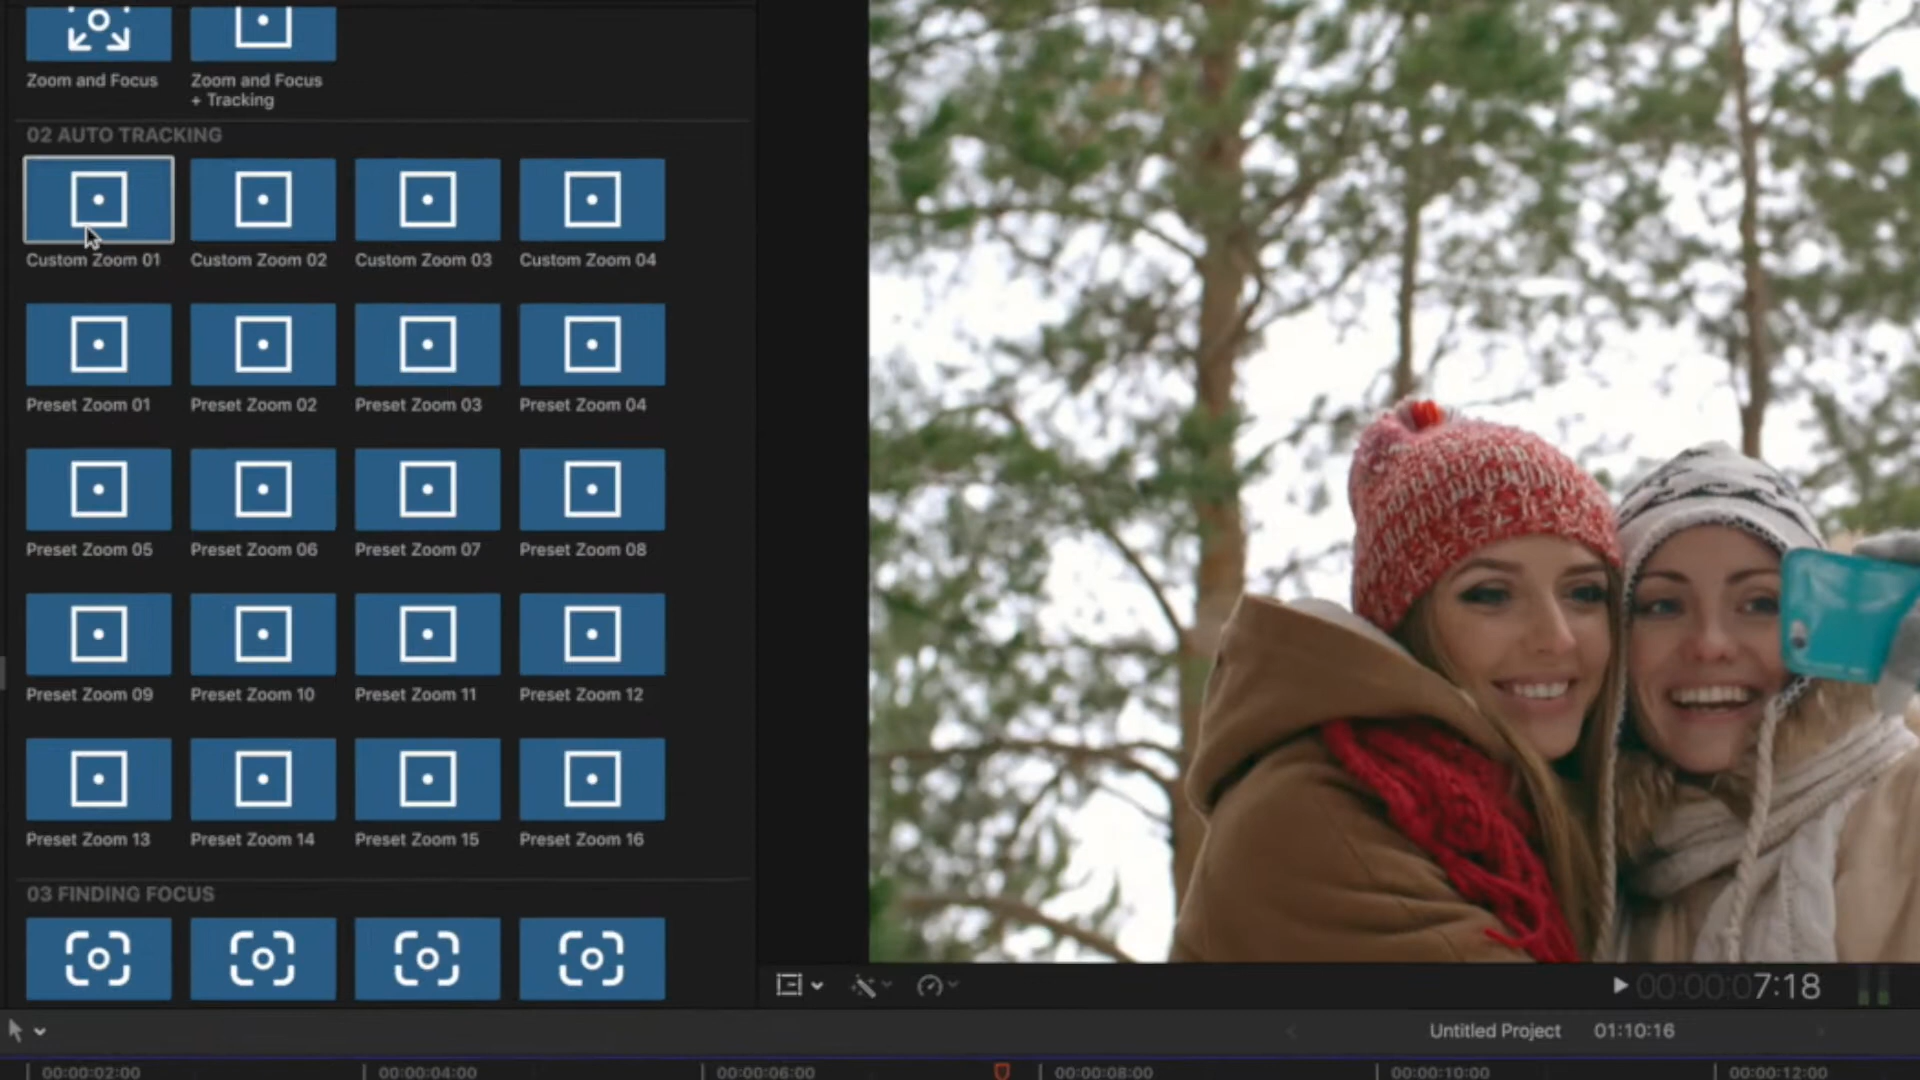 Zoom and Focus
Zoom and Focus
+ Tracking
02 AUTO TRACKING
Custom Zoom 01
Custom Zoom 02
Custom Zoom 03
Custom Zoom 04
Preset Zoom 01
Preset Zoom 02
Preset Zoom 03
Preset Zoom 04
Preset Zoom 05
Preset Zoom 06
Preset Zoom 07
Preset Zoom 08
Preset Zoom 09
Preset Zoom 10
Preset Zoom 11
Preset Zoom 12
Preset Zoom 13
Preset Zoom 14
Preset Zoom 15
Preset Zoom 16
03 FINDING FOCUS
00:00:07:18
Untitled Project
01:10:16
00:00:02:00
00:00:04:00
00:00:06:00
00:00:08:00
00:00:10:00
00:00:12:00